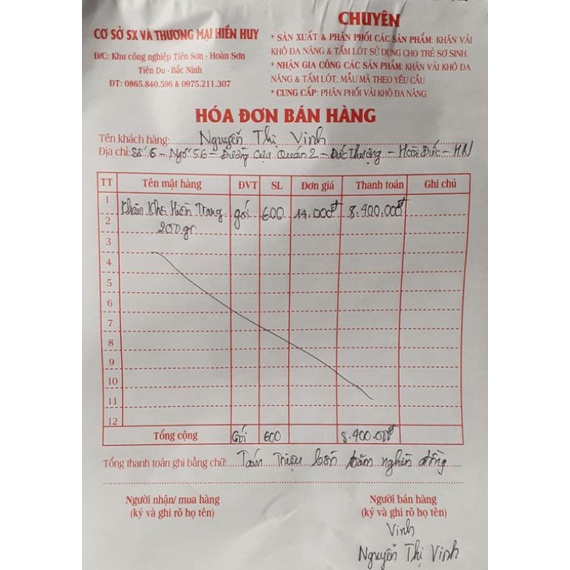 CƠ SỞ SX VÀ THƯƠNG MẠI HIỀN HUY
Đ/C: Khu công nghiệp Tiên Sơn - Hoàn Sơn
Tiên Du - Bắc Ninh
ĐT: 0865.840.596 & 0975.211.307
CHUYÊN
* SẢN XUẤT & PHÂN PHỐI CÁC SẢN PHẨM: KHĂN VẢI
KHÔ ĐA NĂNG & TẤM LÓT SỬ DỤNG CHO TRẺ SƠ SINH.
* NHẬN GIA CÔNG CÁC SẢN PHẨM: KHĂN VẢI KHÔ ĐA
NĂNG & TẤM LÓT, MẪU MÃ THEO YÊU CẦU
* CUNG CẤP: PHÂN PHỐI VẢI KHÔ ĐA NĂNG
HÓA ĐƠN BÁN HÀNG
Tên khách hàng: Nguyễn Thị Vinh
Địa chỉ: Số 6 - Ngõ 56 - Đường Cửa Quán 2 - Đức Thượng - Hoài Đức - HN
TT Tên mặt hàng ĐVT SL Đơn giá Thanh toán Ghi chú
1 Khăn Khô Hiền Trang gói 600 14.000đ 8.400.000đ
2 200gr
3
4
5
6
7
8
9
10
11
12
Tổng cộng Gói 600 8.400.000đ
Tổng thanh toán ghi bằng chữ: Tám Triệu bốn trăm nghìn đồng
Người nhận/ mua hàng Người bán hàng
(ký và ghi rõ họ tên) (ký và ghi rõ họ tên)
Vinh
Nguyễn Thị Vinh